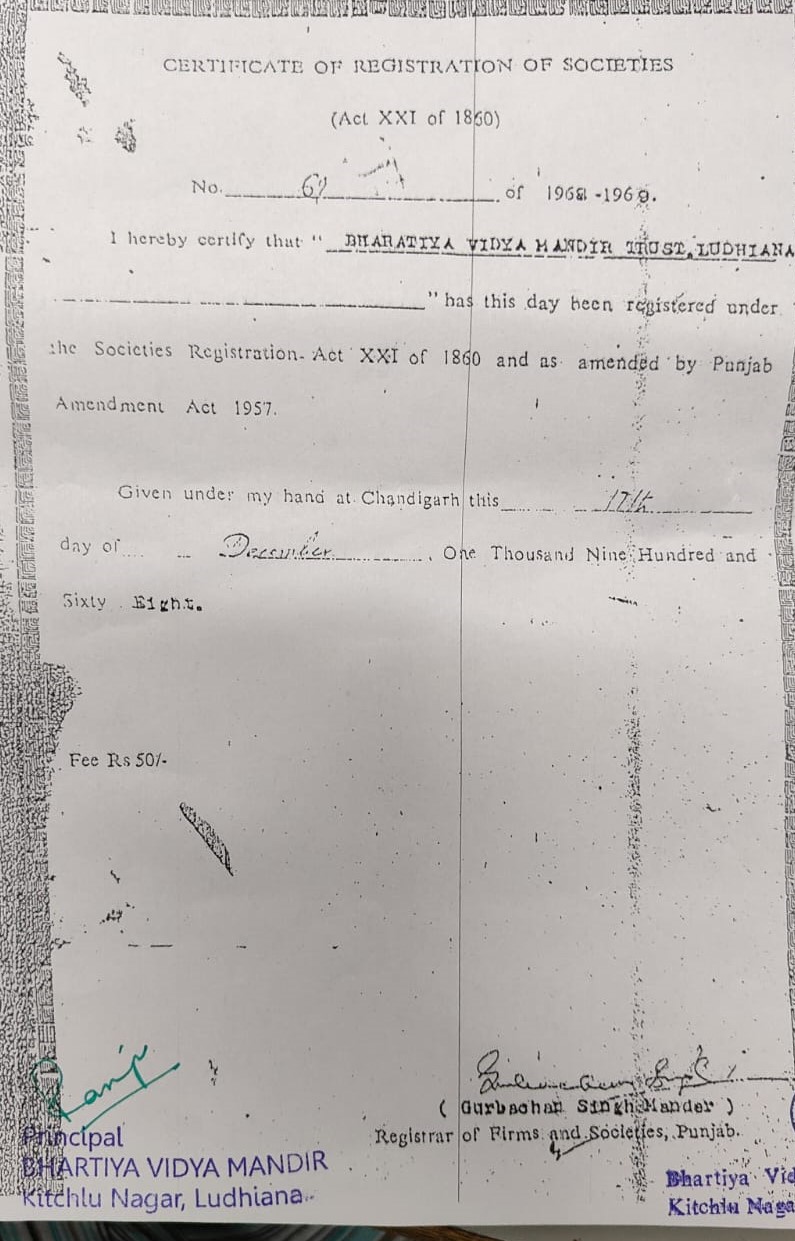 CERTIFICATE OF REGISTRATION OF SOCIETIES
(Act XXI of 1860)
No. of 1968 -1969.
I hereby certify that " BHARATIYA VIDYA MANDIR TRUST, LUDHIANA
" has this day been registered under
the Societies Registration Act XXI of 1860 and as amended by Punjab
Amendment Act 1957.
Given under my hand at Chandigarh this 17th
day of December, One Thousand Nine Hundred and
Sixty Eight.
Fee Rs 50/-
( Gurbachan Singh Mander )
Registrar of Firms and Societies, Punjab.
Principal
BHARTIYA VIDYA MANDIR
Kitchlu Nagar, Ludhiana.
Bhartiya Vid
Kitchlu Naga